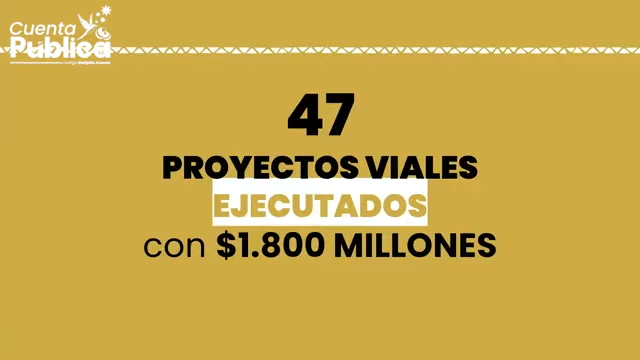 Cuenta
Pública
47
PROYECTOS VIALES
EJECUTADOS
con $1.800 MILLONES